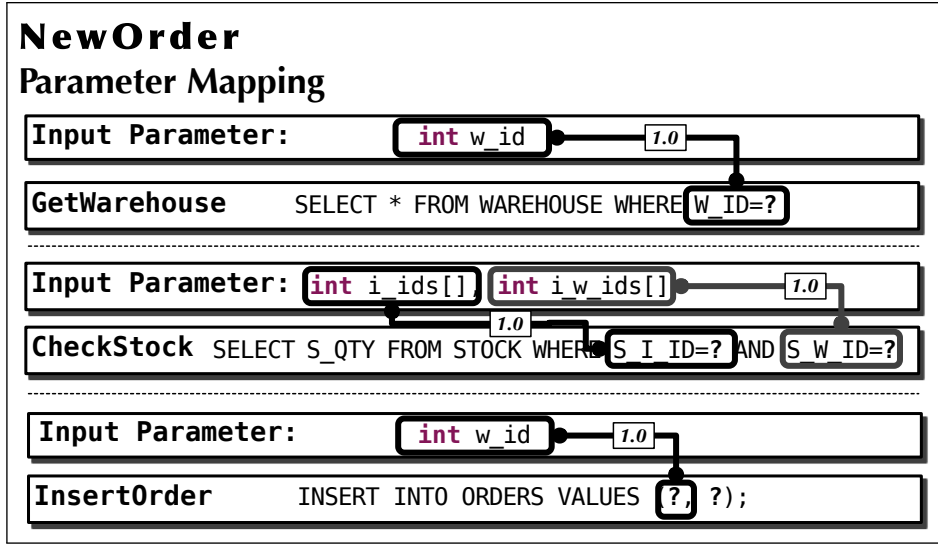 NewOrder
Parameter Mapping
Input Parameter: int w_id 1.0
GetWarehouse SELECT * FROM WAREHOUSE WHERE W_ID=?
Input Parameter: int i_ids[], int i_w_ids[] 1.0
1.0
CheckStock SELECT S_QTY FROM STOCK WHERE S_I_ID=? AND S_W_ID=?
Input Parameter: int w_id 1.0
InsertOrder INSERT INTO ORDERS VALUES (?, ?);